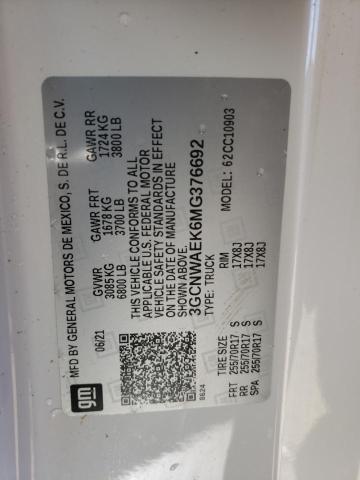 gm
MFD BY GENERAL MOTORS DE MEXICO, S. DE R.L. DE C.V.
06/21
GVWR GAWR FRT GAWR RR
3085 KG 1678 KG 1724 KG
6800 LB 3700 LB 3800 LB
THIS VEHICLE CONFORMS TO ALL
APPLICABLE U.S. FEDERAL MOTOR
VEHICLE SAFETY STANDARDS IN EFFECT
ON THE DATE OF MANUFACTURE
SHOWN ABOVE.
3GCNWAEK6MG376692
TYPE: TRUCK MODEL: 62CC10903
8624
TIRE SIZE RIM
FRT 255/70R17 S 17X8J
RR 255/70R17 S 17X8J
SPA 255/70R17 S 17X8J